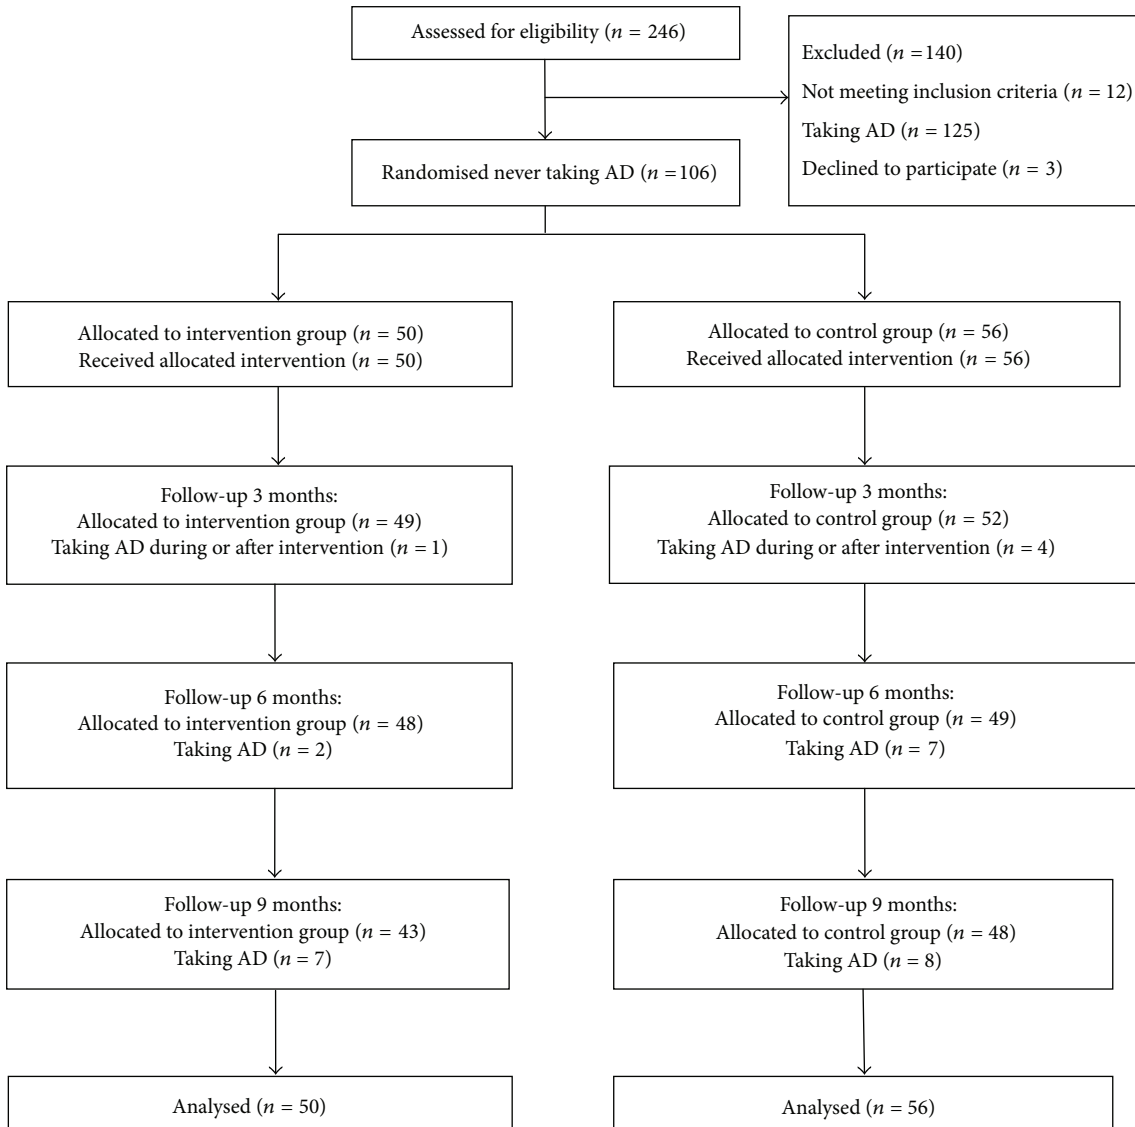 Assessed for eligibility (n = 246)
Excluded (n = 140)
Not meeting inclusion criteria (n = 12)
Taking AD (n = 125)
Declined to participate (n = 3)
Randomised never taking AD (n = 106)
Allocated to intervention group (n = 50)
Received allocated intervention (n = 50)
Allocated to control group (n = 56)
Received allocated intervention (n = 56)
Follow-up 3 months:
Allocated to intervention group (n = 49)
Taking AD during or after intervention (n = 1)
Follow-up 3 months:
Allocated to control group (n = 52)
Taking AD during or after intervention (n = 4)
Follow-up 6 months:
Allocated to intervention group (n = 48)
Taking AD (n = 2)
Follow-up 6 months:
Allocated to control group (n = 49)
Taking AD (n = 7)
Follow-up 9 months:
Allocated to intervention group (n = 43)
Taking AD (n = 7)
Follow-up 9 months:
Allocated to control group (n = 48)
Taking AD (n = 8)
Analysed (n = 50)
Analysed (n = 56)